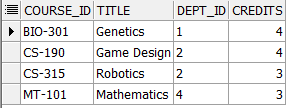 COURSE_ID TITLE DEPT_ID CREDITS
BIO-301 Genetics 1 4
CS-190 Game Design 2 4
CS-315 Robotics 2 3
MT-101 Mathematics 4 3